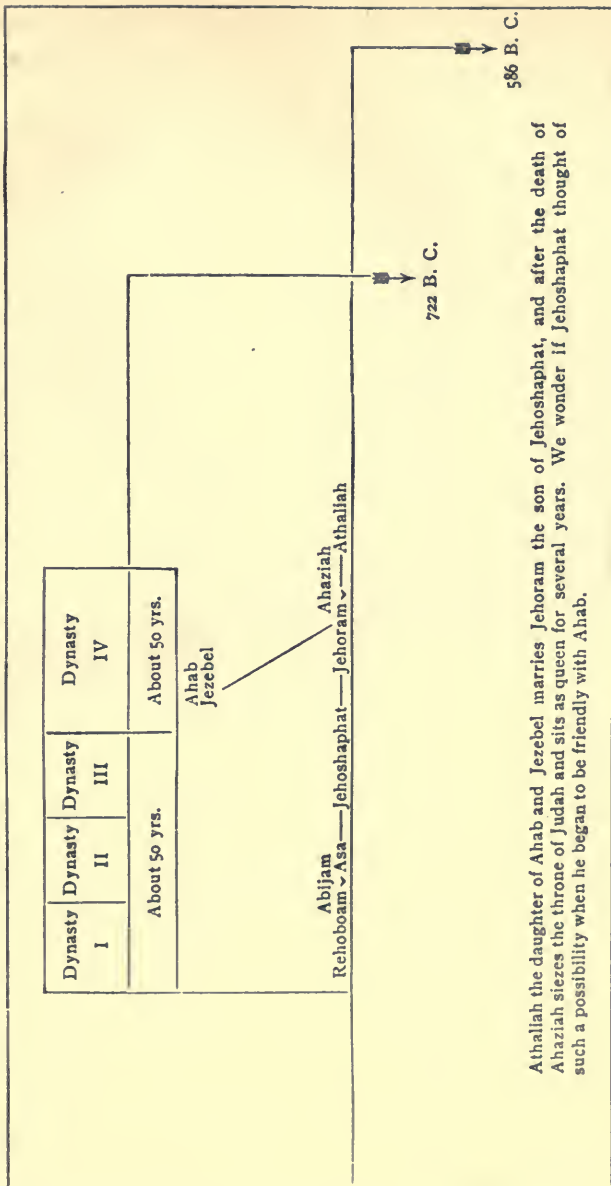 Dynasty Dynasty Dynasty Dynasty
I II III IV
About 50 yrs. About 50 yrs.
Ahab
Jezebel
Abijam Ahaziah
Rehoboam Asa—Jehoshaphat—Jehoram—Athaliah
722 B. C.
586 B. C.
Athaliah the daughter of Ahab and Jezebel marries Jehoram the son of Jehoshaphat, and after the death of
Ahaziah siezes the throne of Judah and sits as queen for several years. We wonder if Jehoshaphat thought of
such a possibility when he began to be friendly with Ahab.